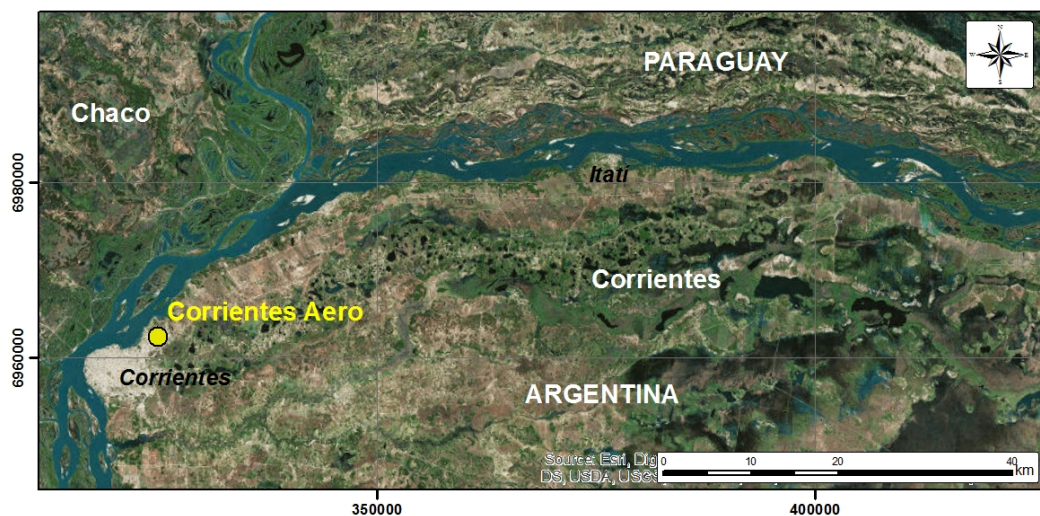 PARAGUAY
Chaco
Itati
6980000
Corrientes
Corrientes Aero
6960000
Corrientes
ARGENTINA
Source: Esri, Dig
DS, USDA, USGS
0 10 20 40
km
350000 400000
N
W E
S